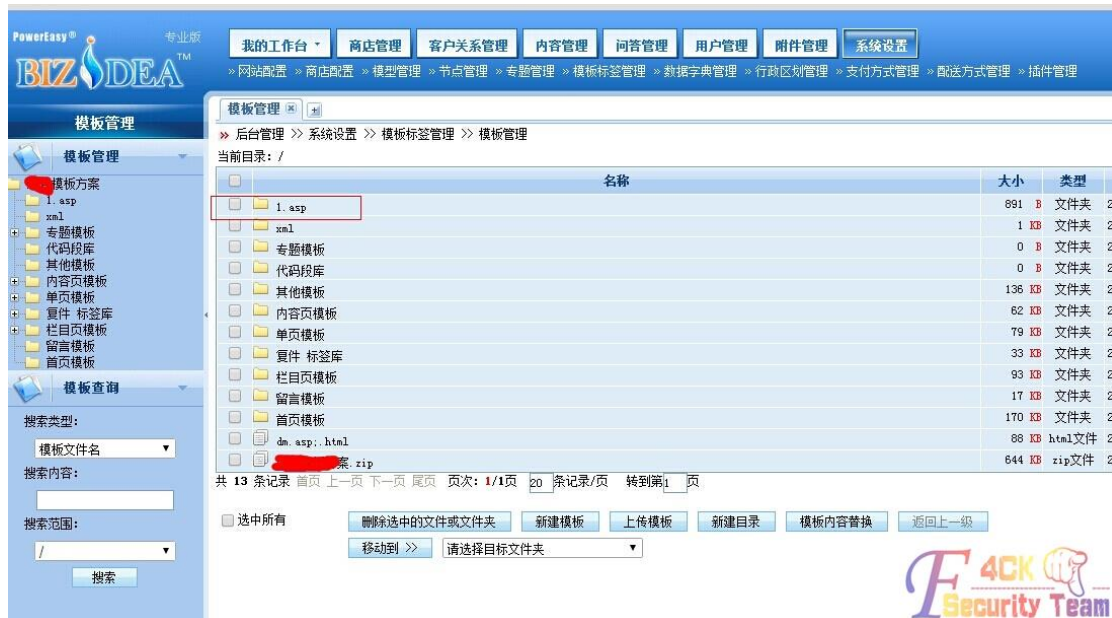 PowerEasy® 专业版
BIZIDEA™
我的工作台 商店管理 客户关系管理 内容管理 问答管理 用户管理 附件管理 系统设置
»网站配置 »商店配置 »模型管理 »节点管理 »专题管理 »模板标签管理 »数据字典管理 »行政区划管理 »支付方式管理 »配送方式管理 »插件管理
模板管理
模板管理
模板方案
1.asp
xml
专题模板
代码段库
其他模板
内容页模板
单页模板
复件 标签库
栏目页模板
留言模板
首页模板
模板查询
搜索类型:
模板文件名
搜索内容:
搜索范围:
/
搜索
模板管理
» 后台管理 >> 系统设置 >> 模板标签管理 >> 模板管理
当前目录: /
名称 大小 类型
1.asp 891 B 文件夹 2
xml 1 KB 文件夹 2
专题模板 0 B 文件夹 2
代码段库 0 B 文件夹 2
其他模板 136 KB 文件夹 2
内容页模板 62 KB 文件夹 2
单页模板 79 KB 文件夹 2
复件 标签库 33 KB 文件夹 2
栏目页模板 93 KB 文件夹 2
留言模板 17 KB 文件夹 2
首页模板 170 KB 文件夹 2
dm.asp;.html 88 KB html文件 2
案.zip 644 KB zip文件 2
共 13 条记录 首页 上一页 下一页 尾页 页次: 1/1页 20 条记录/页 转到第1 页
选中所有 删除选中的文件或文件夹 新建模板 上传模板 新建目录 模板内容替换 返回上一级
移动到 >> 请选择目标文件夹
F4CK
Security Team